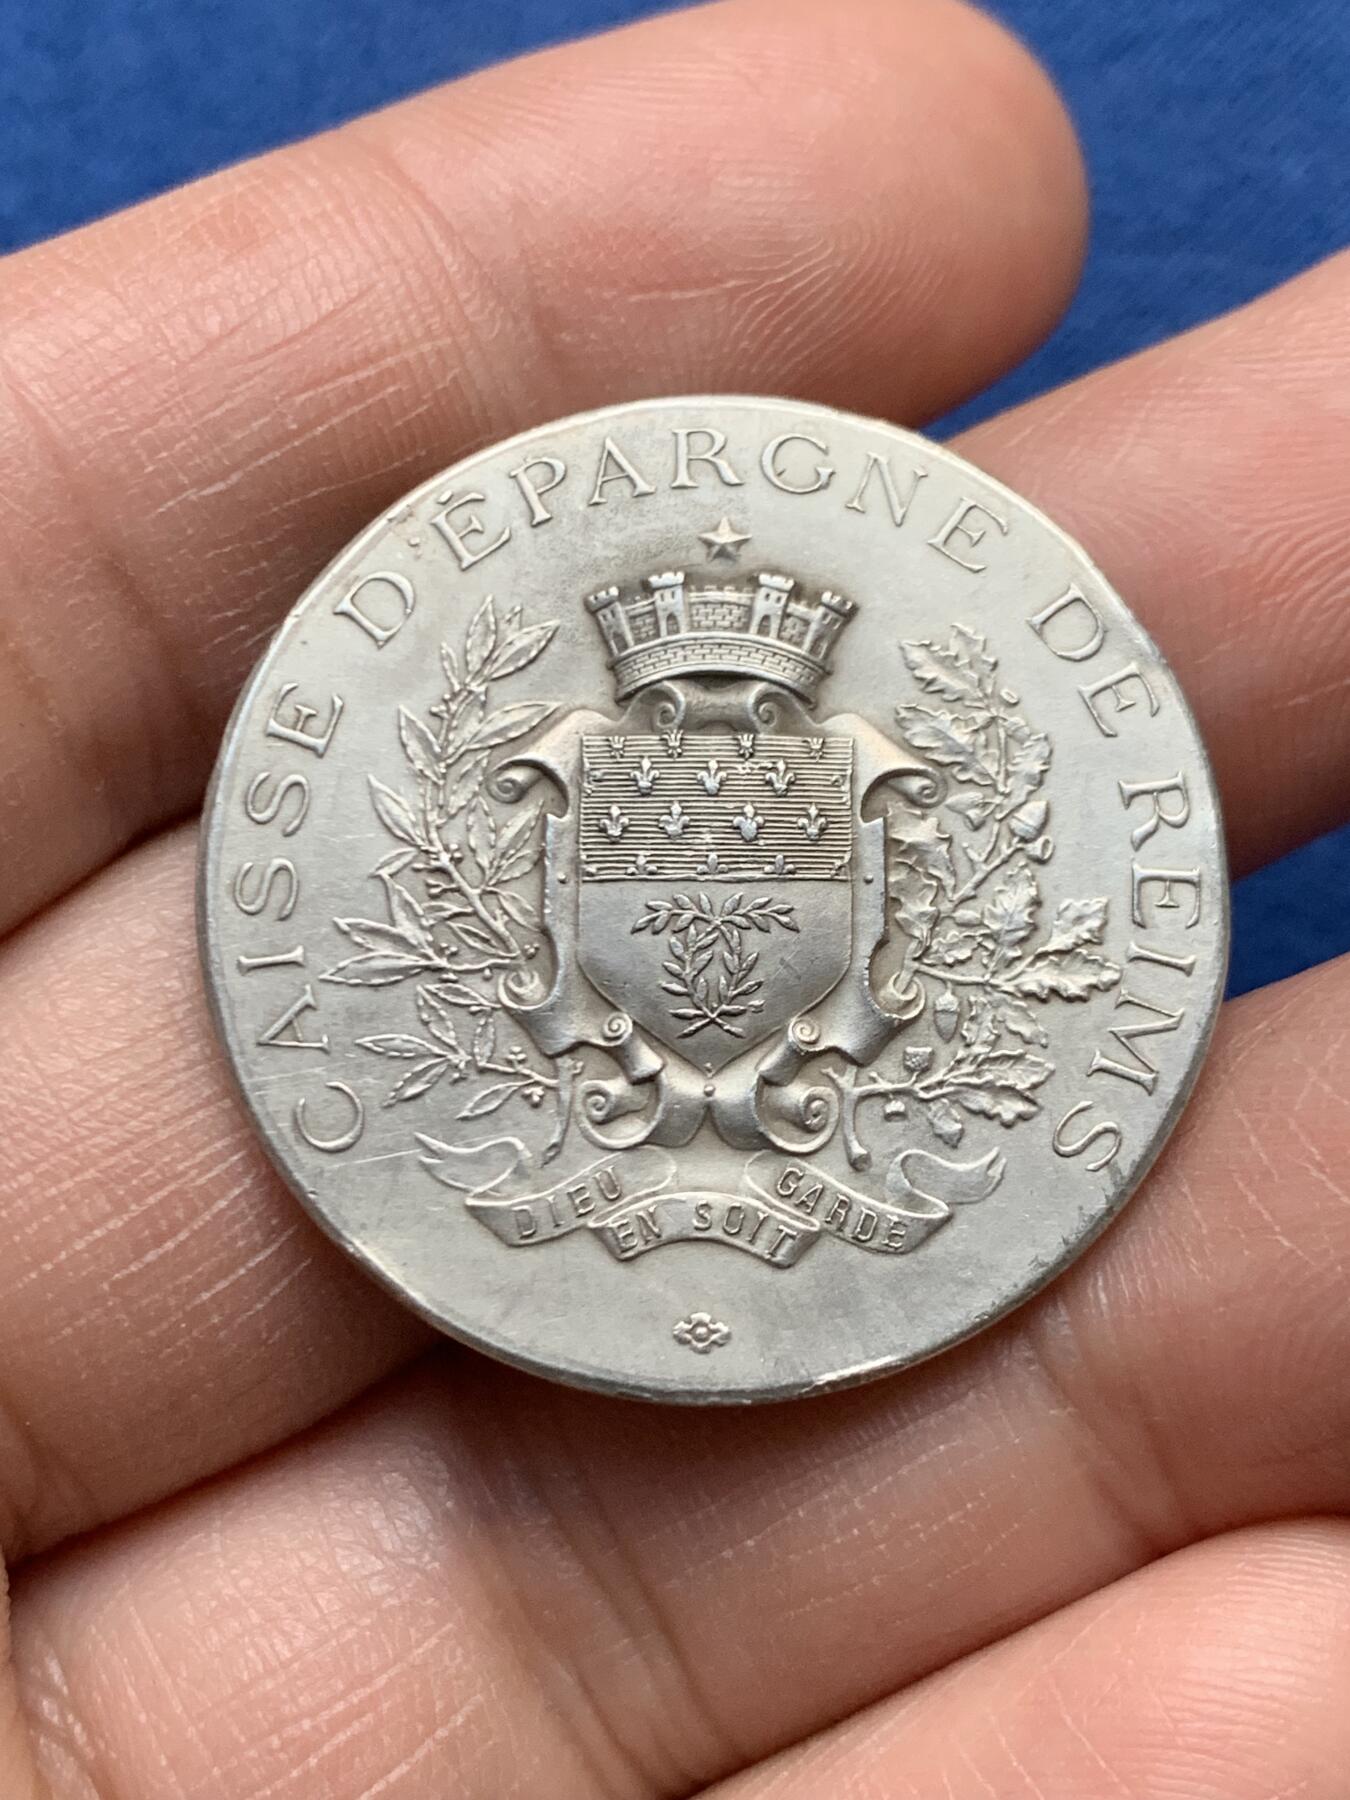 CAISSE D'ÉPARGNE DE REIMS
DIEU EN SOIT GARDE